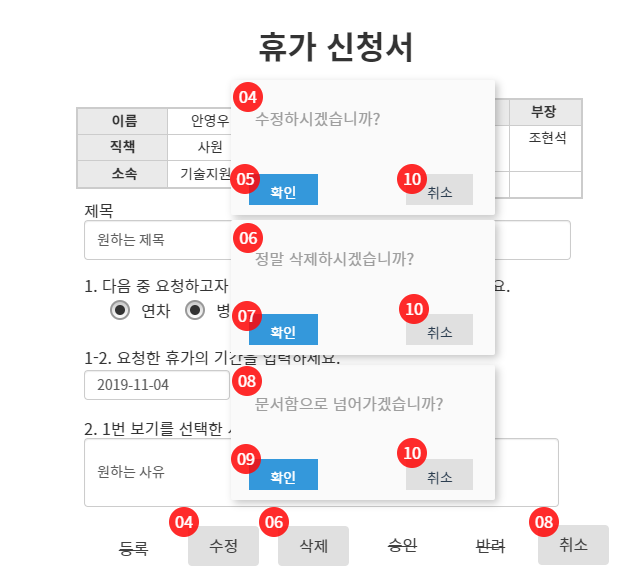 휴가 신청서
04
수정하시겠습니까?
부장
이름 안영우
조현석
직책 사원
소속 기술지원
05 확인 10 취소
제목
원하는 제목
06
정말 삭제하시겠습니까?
1. 다음 중 요청하고자 요.
연차 병
07 확인 10 취소
1-2. 요청한 휴가의 기간을 입력하세요.
2019-11-04
08
문서함으로 넘어가겠습니까?
2. 1번 보기를 선택한
원하는 사유
09 확인 10 취소
04 06 08
등록 수정 삭제 승인 반려 취소